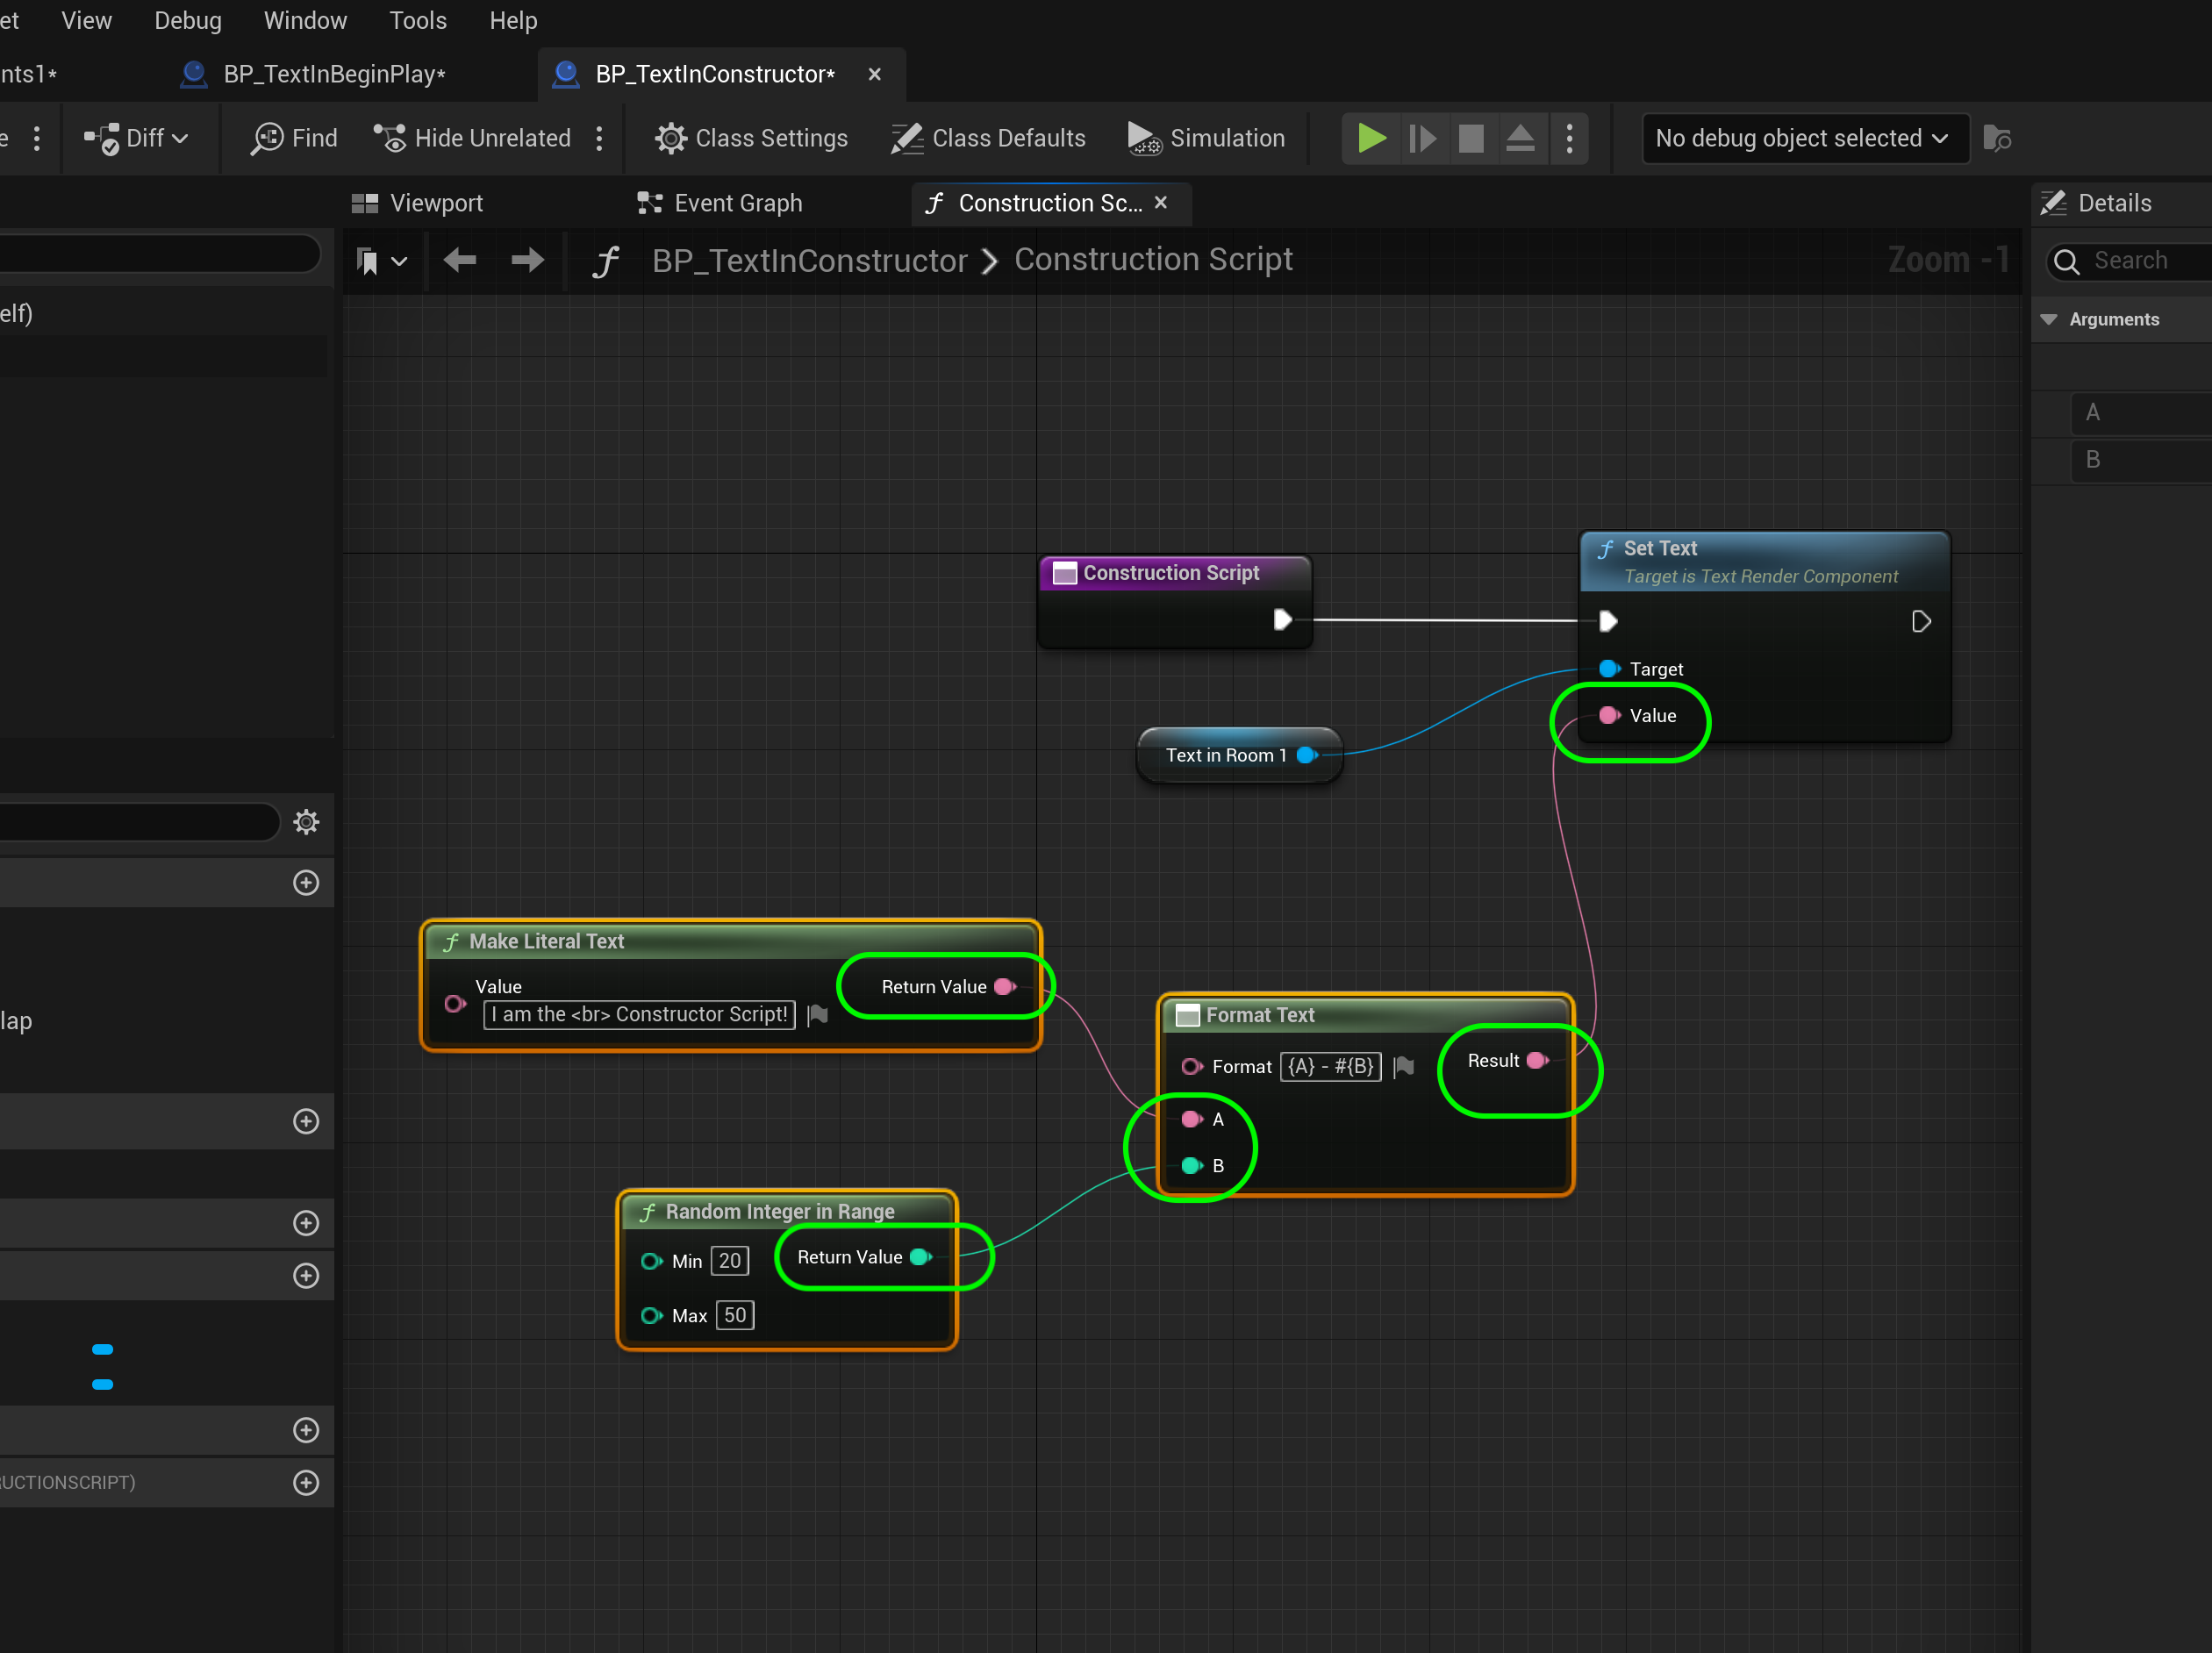 et View Debug Window Tools Help
nts1* BP_TextInBeginPlay* BP_TextInConstructor*
e Diff Find Hide Unrelated Class Settings Class Defaults Simulation No debug object selected
Viewport Event Graph Construction Sc... Details
BP_TextInConstructor > Construction Script Zoom -1 Search
elf)
Arguments
A
B
Set Text
Target is Text Render Component
Construction Script
Target
Value
Text in Room 1
Make Literal Text
Value
Return Value
I am the <br> Constructor Script!
lap
Format Text
Format {A} - #{B} Result
A
B
Random Integer in Range
Min 20 Return Value
Max 50
RUCTIONSCRIPT)